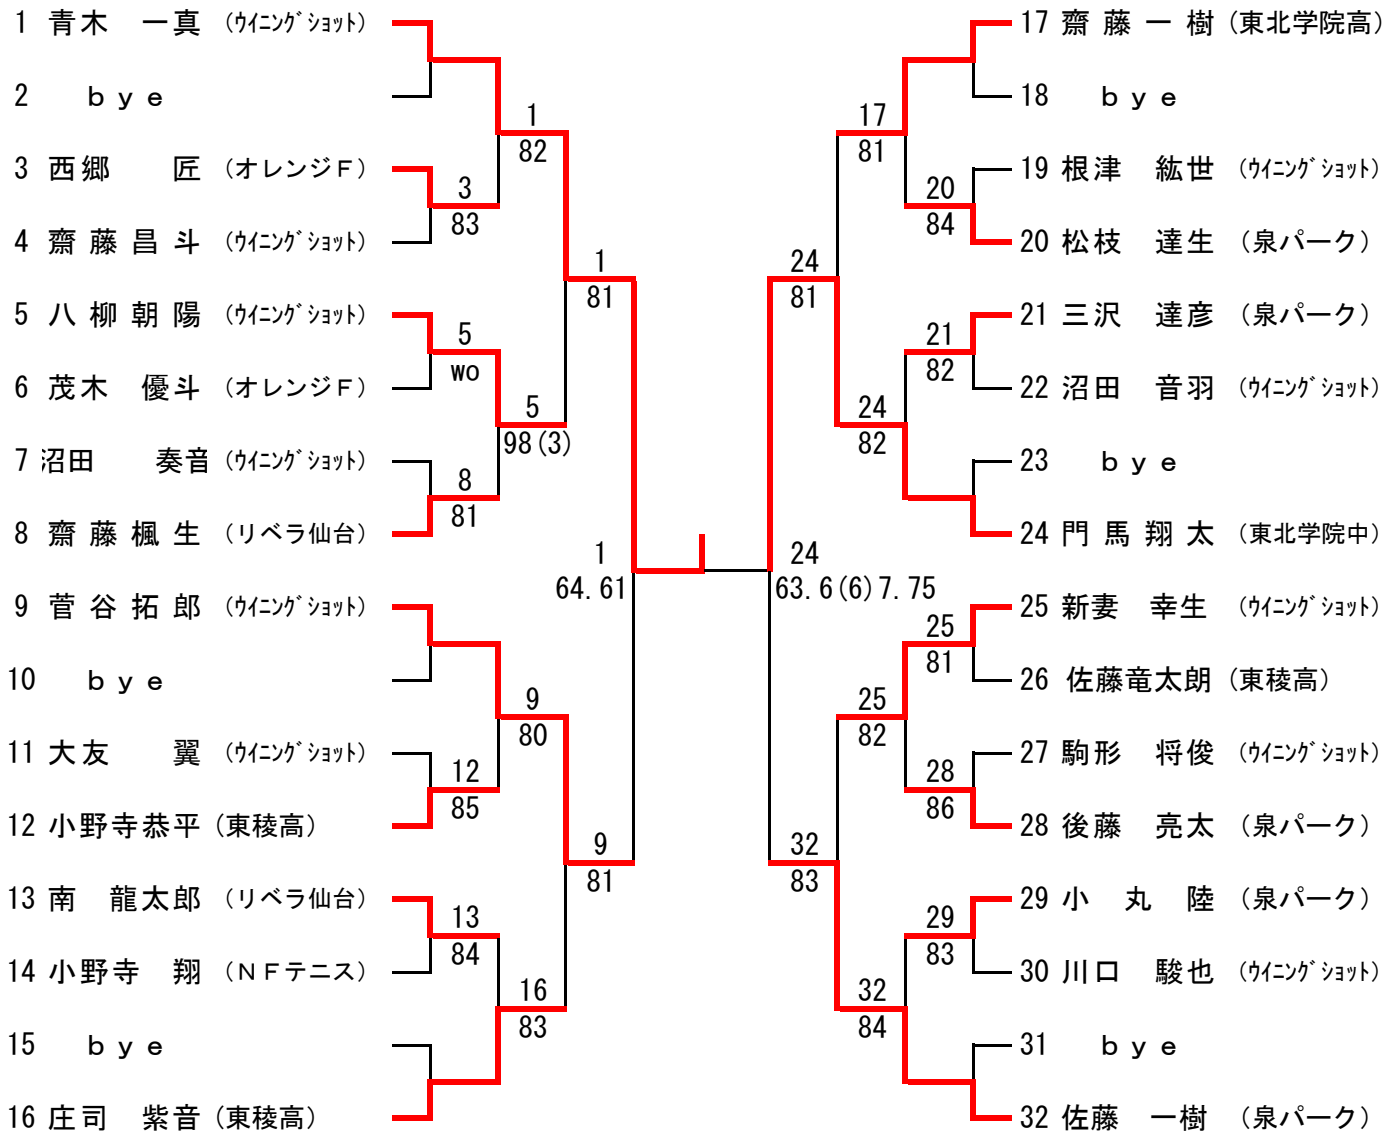 1 青木　一真 (ｳｲﾆﾝｸﾞｼｮｯﾄ)
2 ｂｙｅ
1
82
3 西郷　　匠 (オレンジＦ)
3
83
4 齋藤昌斗 (ｳｲﾆﾝｸﾞｼｮｯﾄ)
1
81
5 八柳朝陽 (ｳｲﾆﾝｸﾞｼｮｯﾄ)
5
wo
6 茂木　優斗 (オレンジＦ)
5
98(3)
7 沼田　　奏音 (ｳｲﾆﾝｸﾞｼｮｯﾄ)
8
81
8 齋藤楓生 (リベラ仙台)
1
64.61
9 菅谷拓郎 (ｳｲﾆﾝｸﾞｼｮｯﾄ)
10 ｂｙｅ
9
80
11 大友　　翼 (ｳｲﾆﾝｸﾞｼｮｯﾄ)
12
85
12 小野寺恭平 (東稜高)
9
81
13 南　龍太郎 (リベラ仙台)
13
84
14 小野寺　翔 (ＮＦテニス)
16
83
15 ｂｙｅ
16 庄司　紫音 (東稜高)
17 齋藤一樹 (東北学院高)
18 ｂｙｅ
17
81
19 根津　紘世 (ｳｲﾆﾝｸﾞｼｮｯﾄ)
20
84
20 松枝　達生 (泉パーク)
24
81
21 三沢　達彦 (泉パーク)
21
82
22 沼田　音羽 (ｳｲﾆﾝｸﾞｼｮｯﾄ)
24
82
23 ｂｙｅ
24 門馬翔太 (東北学院中)
24
63.6(6)7.75
25 新妻　幸生 (ｳｲﾆﾝｸﾞｼｮｯﾄ)
25
81
26 佐藤竜太朗 (東稜高)
25
82
27 駒形　将俊 (ｳｲﾆﾝｸﾞｼｮｯﾄ)
28
86
28 後藤　亮太 (泉パーク)
32
83
29 小丸陸 (泉パーク)
29
83
30 川口　駿也 (ｳｲﾆﾝｸﾞｼｮｯﾄ)
32
84
31 ｂｙｅ
32 佐藤　一樹 (泉パーク)